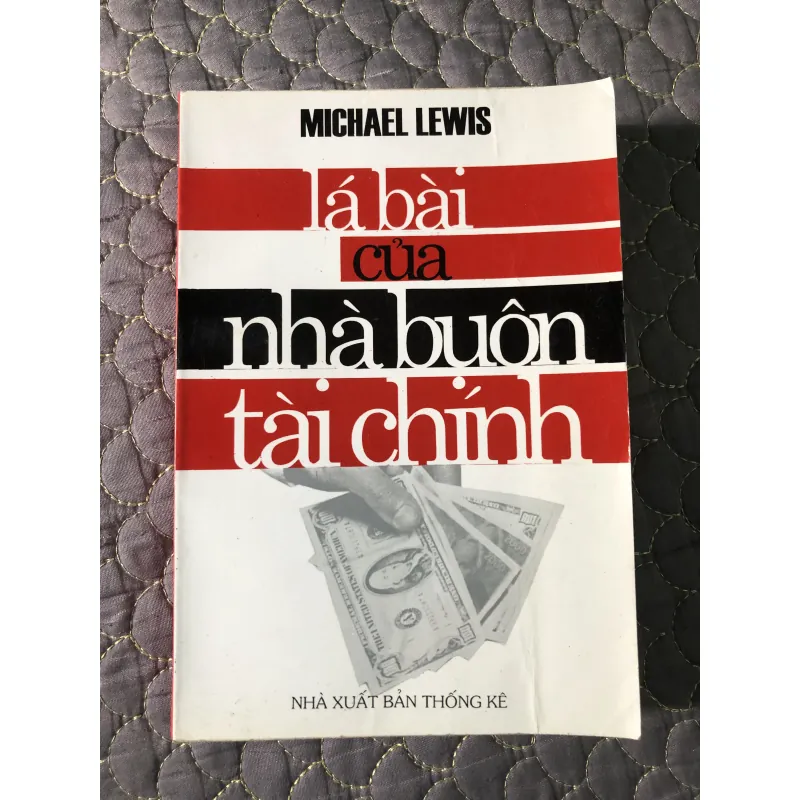 MICHAEL LEWIS
lá bài
của
nhà buôn
tài chính
NHÀ XUẤT BẢN THỐNG KÊ